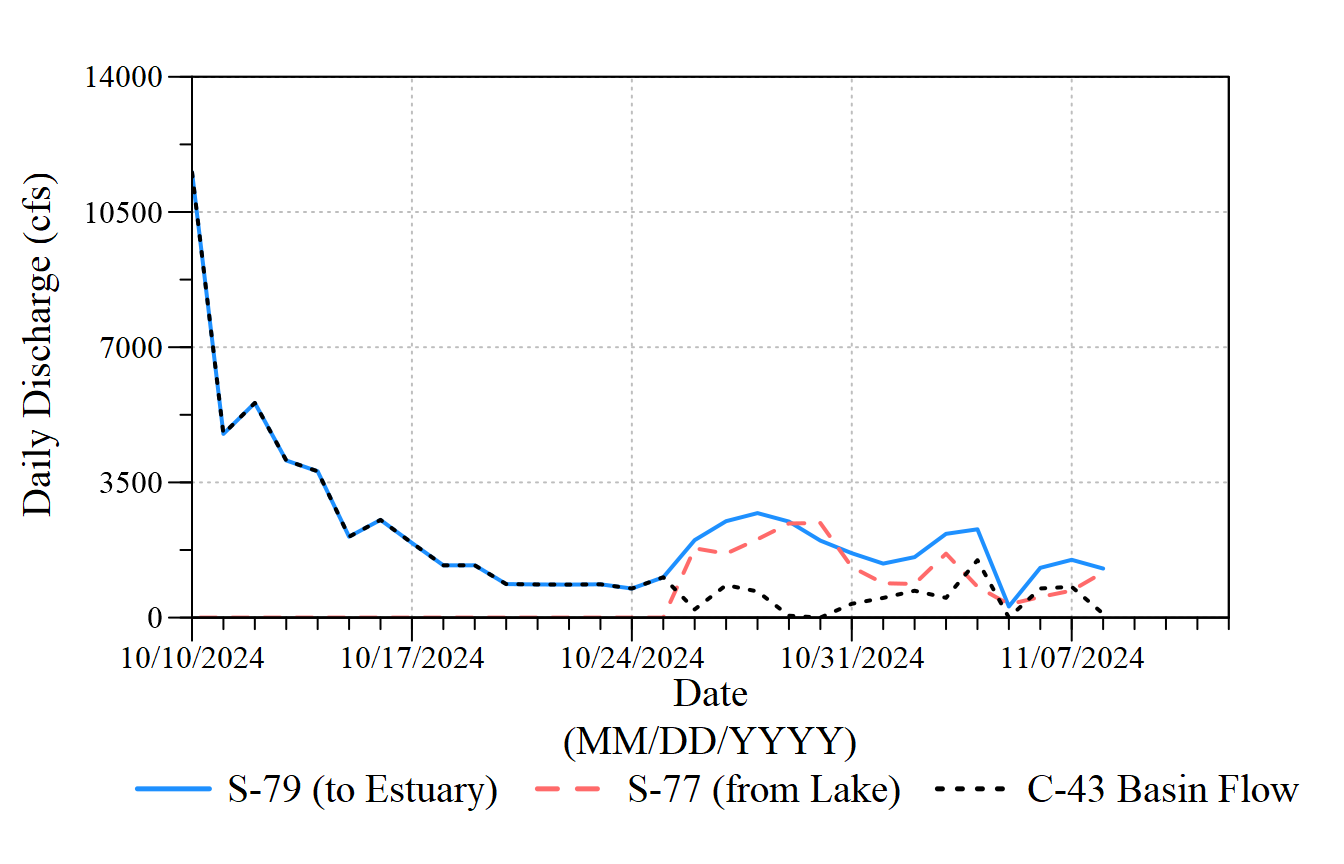 14000
10500
7000
3500
0
Daily Discharge (cfs)
10/10/2024 10/17/2024 10/24/2024 10/31/2024 11/07/2024
Date
(MM/DD/YYYY)
S-79 (to Estuary) S-77 (from Lake) C-43 Basin Flow